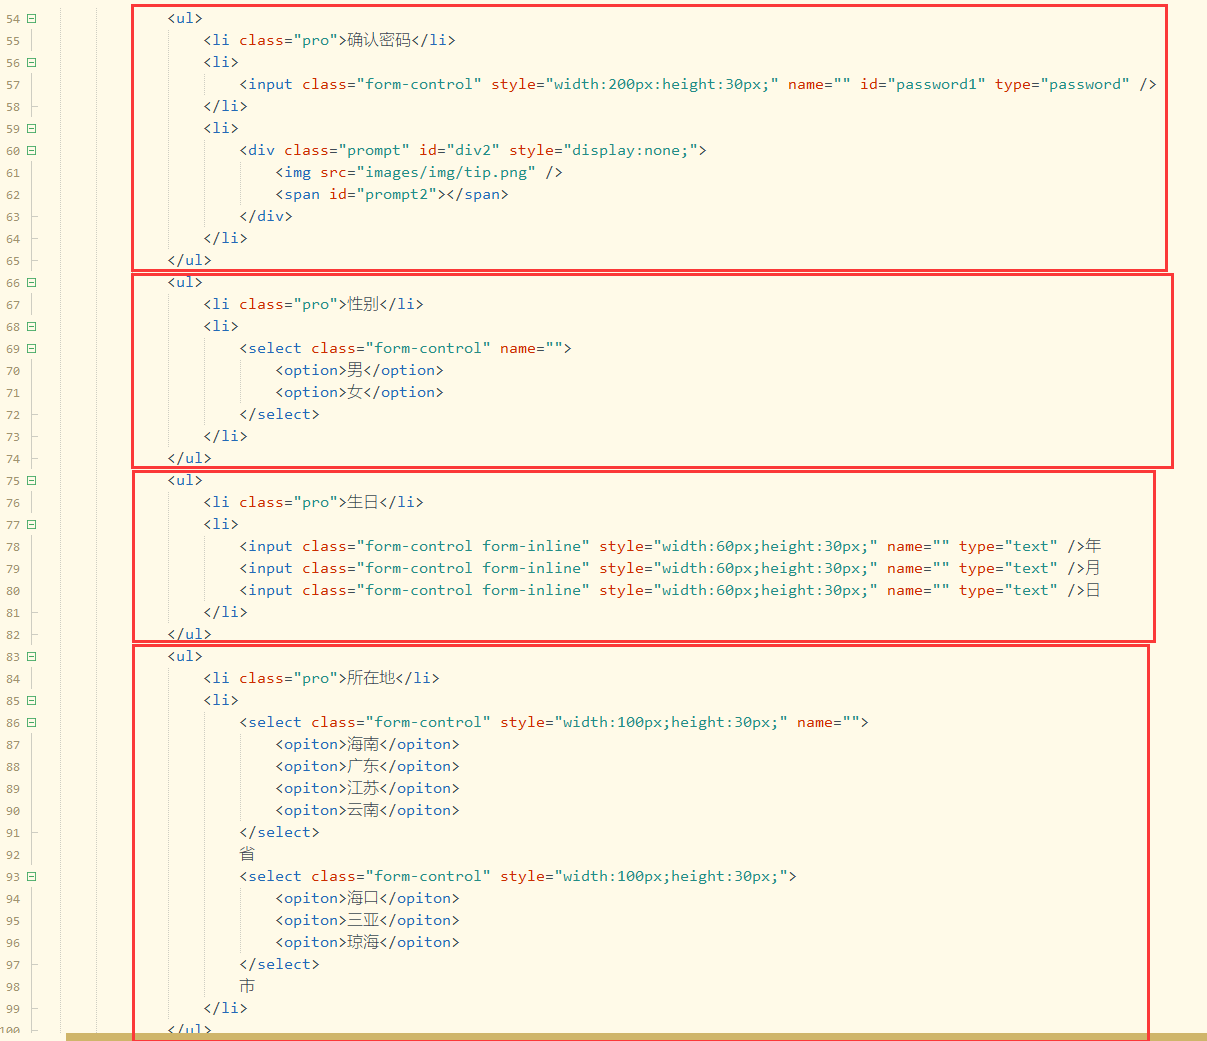 54 <ul>
55 <li class="pro">确认密码</li>
56 <li>
57 <input class="form-control" style="width:200px:height:30px;" name="" id="password1" type="password" />
58 </li>
59 <li>
60 <div class="prompt" id="div2" style="display:none;">
61 <img src="images/img/tip.png" />
62 <span id="prompt2"></span>
63 </div>
64 </li>
65 </ul>
66 <ul>
67 <li class="pro">性别</li>
68 <li>
69 <select class="form-control" name="">
70 <option>男</option>
71 <option>女</option>
72 </select>
73 </li>
74 </ul>
75 <ul>
76 <li class="pro">生日</li>
77 <li>
78 <input class="form-control form-inline" style="width:60px;height:30px;" name="" type="text" />年
79 <input class="form-control form-inline" style="width:60px;height:30px;" name="" type="text" />月
80 <input class="form-control form-inline" style="width:60px;height:30px;" name="" type="text" />日
81 </li>
82 </ul>
83 <ul>
84 <li class="pro">所在地</li>
85 <li>
86 <select class="form-control" style="width:100px;height:30px;" name="">
87 <opiton>海南</opiton>
88 <opiton>广东</opiton>
89 <opiton>江苏</opiton>
90 <opiton>云南</opiton>
91 </select>
92 省
93 <select class="form-control" style="width:100px;height:30px;">
94 <opiton>海口</opiton>
95 <opiton>三亚</opiton>
96 <opiton>琼海</opiton>
97 </select>
98 市
99 </li>
100 </ul>